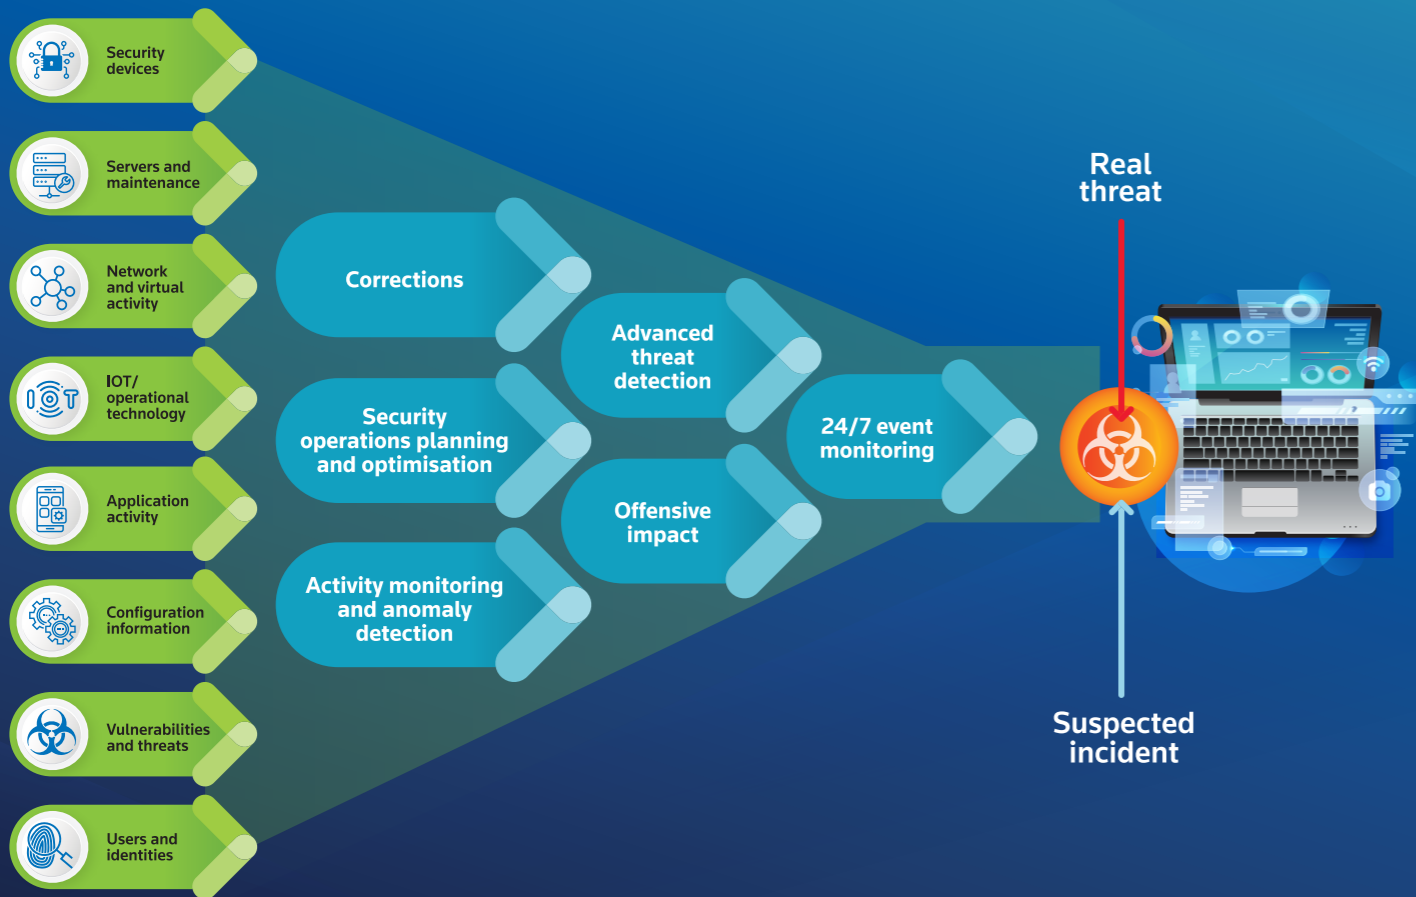 Security
devices
Servers and
maintenance
Network
and virtual
activity
IOT/
operational
technology
Application
activity
Configuration
information
Vulnerabilities
and threats
Users and
identities
Corrections
Security
operations planning
and optimisation
Activity monitoring
and anomaly
detection
Advanced
threat
detection
Offensive
impact
24/7 event
monitoring
Real
threat
Suspected
incident